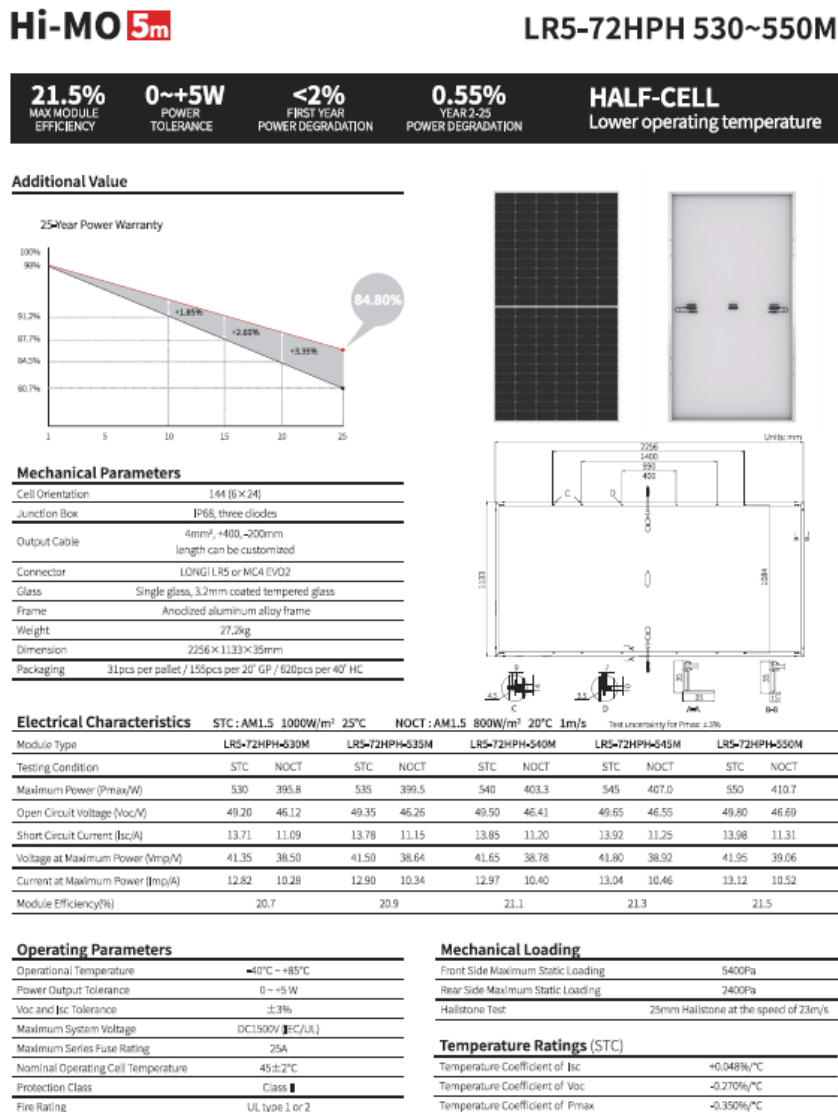 Hi-MO 5m
LR5-72HPH 530~550M
21.5%
MAX MODULE
EFFICIENCY
0~+5W
POWER
TOLERANCE
<2%
FIRST YEAR
POWER DEGRADATION
0.55%
YEAR 2-25
POWER DEGRADATION
HALF-CELL
Lower operating temperature
Additional Value
25-Year Power Warranty
100%
98%
91.2%
87.7%
84.5%
80.7%
+1.85%
+2.60%
+3.35%
84.80%
1 5 10 15 20 25
Units: mm
2256
1400
990
400
C D
1133
1084
9
4.5
C
7
3.5
D
35
A-A
15
B-B
Mechanical Parameters
Cell Orientation 144 (6×24)
Junction Box IP68, three diodes
Output Cable 4mm², +400, -200mm
length can be customized
Connector LONGi LR5 or MC4 EVO2
Glass Single glass, 3.2mm coated tempered glass
Frame Anodized aluminum alloy frame
Weight 27.2kg
Dimension 2256×1133×35mm
Packaging 31pcs per pallet / 155pcs per 20' GP / 620pcs per 40' HC
Electrical Characteristics STC : AM1.5 1000W/m² 25°C NOCT : AM1.5 800W/m² 20°C 1m/s Test uncertainty for Pmax: ±3%
Module Type LR5-72HPH-530M LR5-72HPH-535M LR5-72HPH-540M LR5-72HPH-545M LR5-72HPH-550M
Testing Condition STC NOCT STC NOCT STC NOCT STC NOCT STC NOCT
Maximum Power (Pmax/W) 530 395.8 535 399.5 540 403.3 545 407.0 550 410.7
Open Circuit Voltage (Voc/V) 49.20 46.12 49.35 46.26 49.50 46.41 49.65 46.55 49.80 46.69
Short Circuit Current (Isc/A) 13.71 11.09 13.78 11.15 13.85 11.20 13.92 11.25 13.98 11.31
Voltage at Maximum Power (Vmp/V) 41.35 38.50 41.50 38.64 41.65 38.78 41.80 38.92 41.95 39.06
Current at Maximum Power (Imp/A) 12.82 10.28 12.90 10.34 12.97 10.40 13.04 10.46 13.12 10.52
Module Efficiency(%) 20.7 20.9 21.1 21.3 21.5
Operating Parameters
Operational Temperature -40°C ~ +85°C
Power Output Tolerance 0 ~ +5 W
Voc and Isc Tolerance ±3%
Maximum System Voltage DC1500V (IEC/UL)
Maximum Series Fuse Rating 25A
Nominal Operating Cell Temperature 45±2°C
Protection Class Class
Fire Rating UL type 1 or 2
Mechanical Loading
Front Side Maximum Static Loading 5400Pa
Rear Side Maximum Static Loading 2400Pa
Hailstone Test 25mm Hailstone at the speed of 23m/s
Temperature Ratings (STC)
Temperature Coefficient of Isc +0.048%/°C
Temperature Coefficient of Voc -0.270%/°C
Temperature Coefficient of Pmax -0.350%/°C